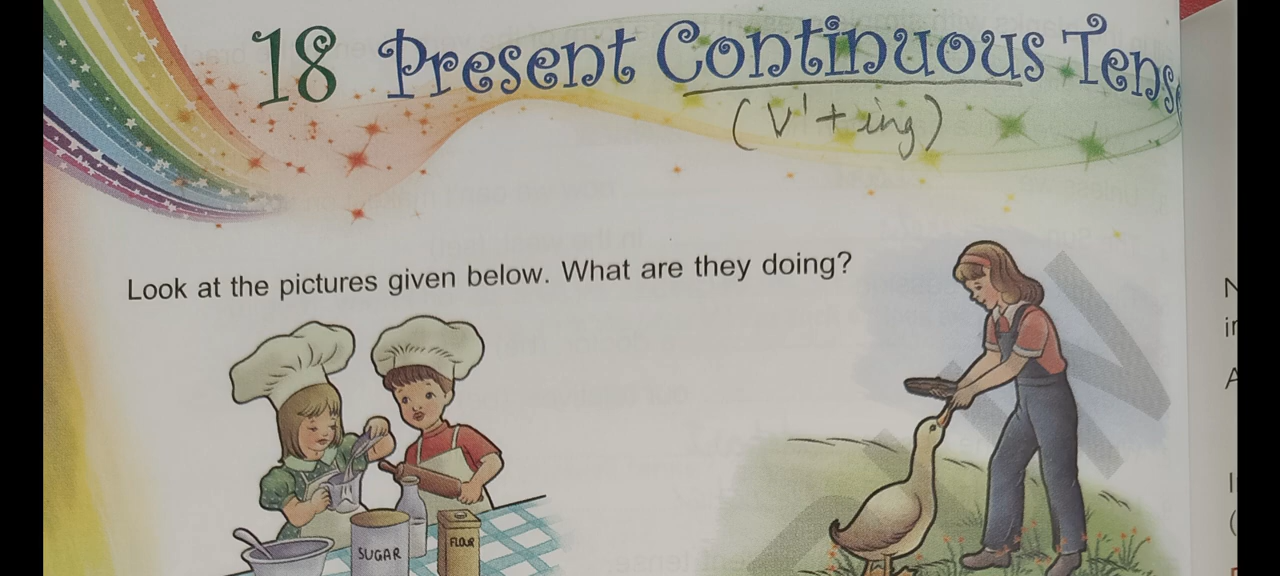 18 Present Continuous Tense
(V¹ + ing)
Look at the pictures given below. What are they doing?
SUGAR
FLOUR